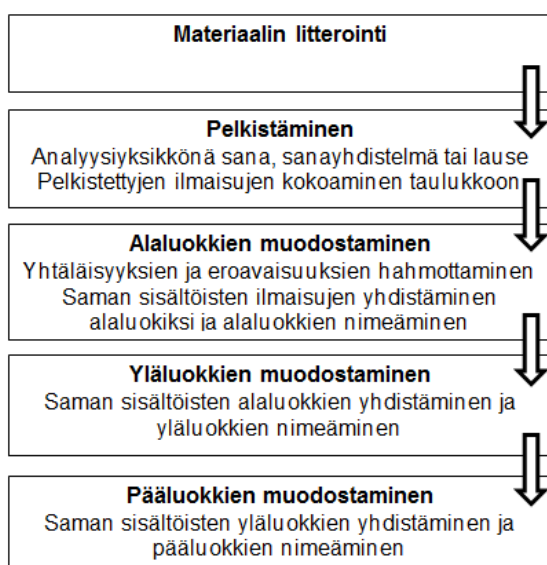 Materiaalin litterointi
Pelkistäminen
Analyysiyksikkönä sana, sanayhdistelmä tai lause
Pelkistettyjen ilmaisujen kokoaminen taulukkoon
Alaluokkien muodostaminen
Yhtäläisyyksien ja eroavaisuuksien hahmottaminen
Saman sisältöisten ilmaisujen yhdistäminen
alaluokiksi ja alaluokkien nimeäminen
Yläluokkien muodostaminen
Saman sisältöisten alaluokkien yhdistäminen ja
yläluokkien nimeäminen
Pääluokkien muodostaminen
Saman sisältöisten yläluokkien yhdistäminen ja
pääluokkien nimeäminen